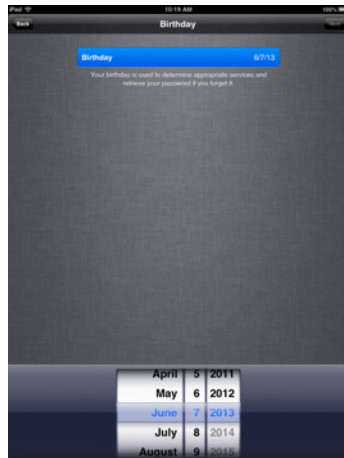 iPad 10:19 AM 100%
Back Birthday
Birthday 6/7/13
Your birthday is used to determine appropriate services and
retrieve your password if you forget it.
April 5 2011
May 6 2012
June 7 2013
July 8 2014
August 9 2015